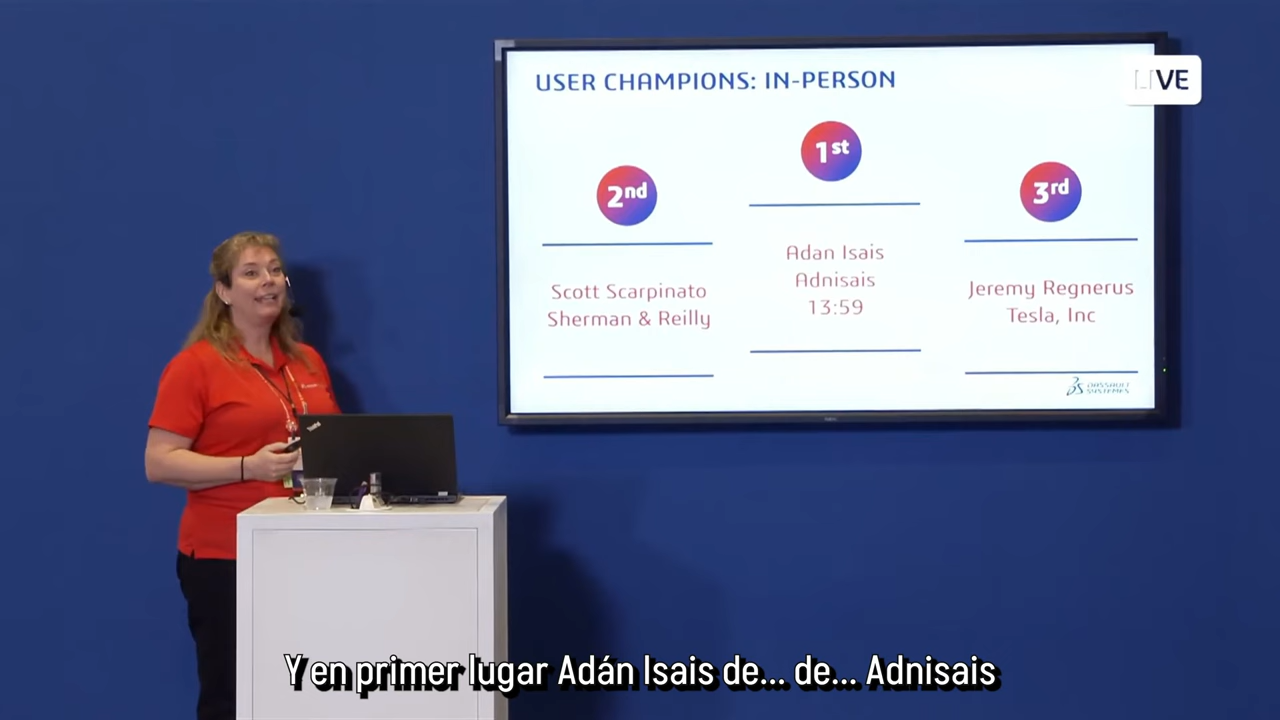 USER CHAMPIONS: IN-PERSON
LIVE
1st
2nd
3rd
Adan Isais
Adnisais
13:59
Scott Scarpinato
Sherman & Reilly
Jeremy Regnerus
Tesla, Inc
DASSAULT
SYSTEMES
ThinkPad
Y en primer lugar Adán Isais de... de... Adnisais